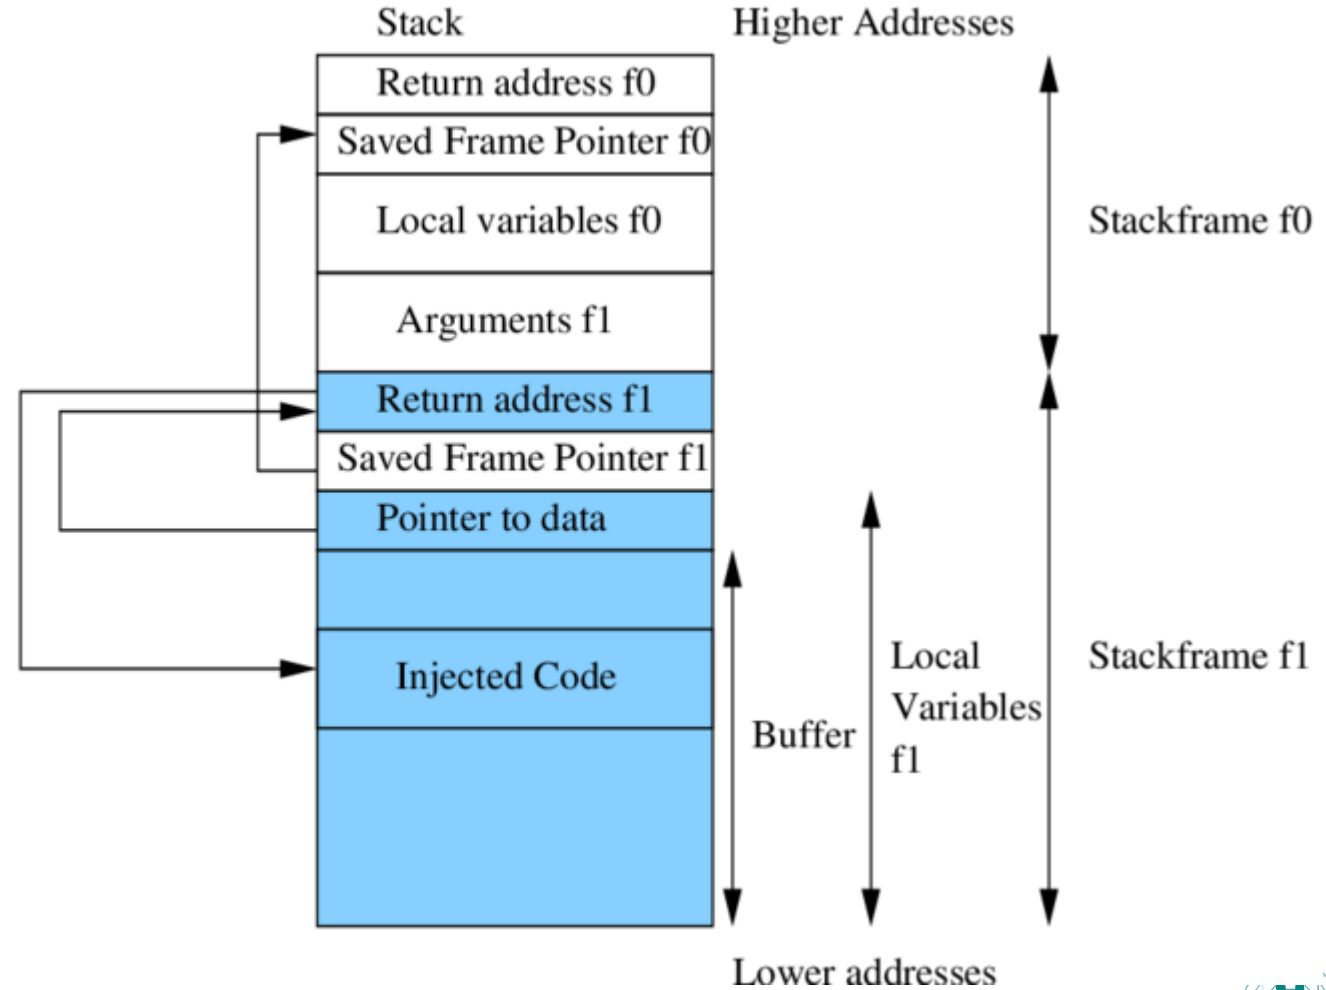 Stack
Higher Addresses
Return address f0
Saved Frame Pointer f0
Local variables f0
Stackframe f0
Arguments f1
Return address f1
Saved Frame Pointer f1
Pointer to data
Injected Code
Buffer
Local
Variables
f1
Stackframe f1
Lower addresses